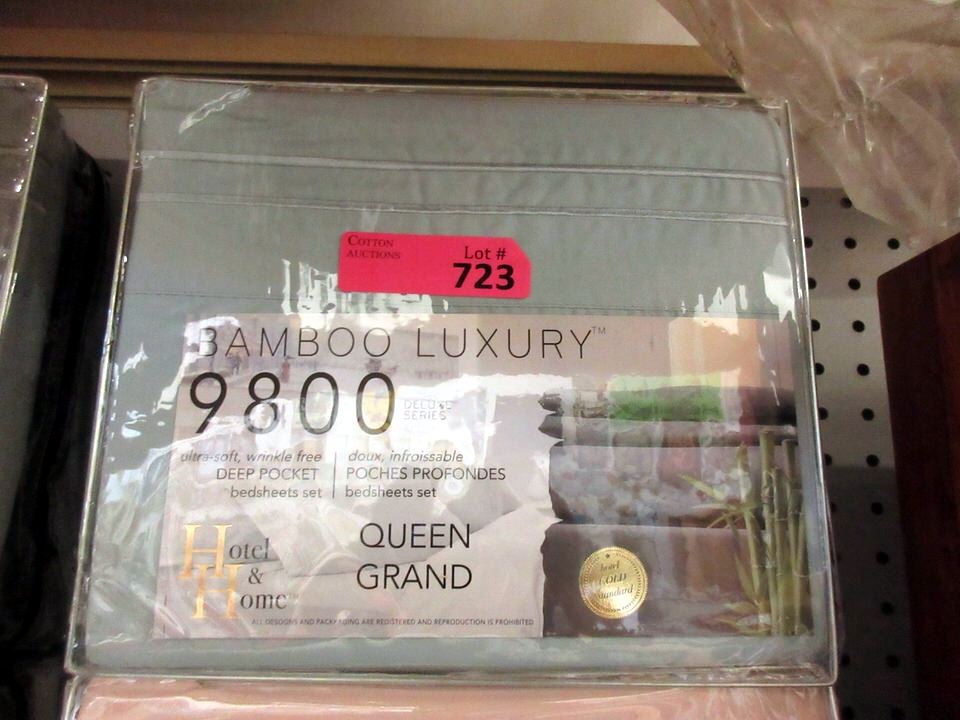 COTTON
AUCTIONS
Lot #
723
BAMBOO LUXURY™
9800
DELUXE
SERIES
ultra-soft, wrinkle free
DEEP POCKET
bedsheets set
doux, infroissable
POCHES PROFONDES
bedsheets set
Hotel
&
Home
QUEEN
GRAND
hotel
GOLD
standard
ALL DESIGNS AND PACKAGING ARE REGISTERED AND REPRODUCTION IS PROHIBITED